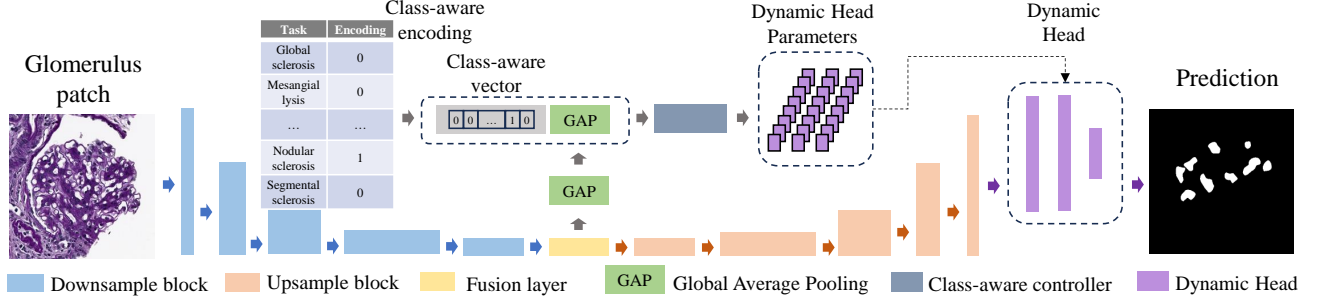 Class-aware
encoding
Task Encoding
Global
sclerosis 0
Mesangial
lysis 0
... ...
Nodular
sclerosis 1
Segmental
sclerosis 0
Glomerulus
patch
Class-aware
vector
0 0 ... 1 0
GAP
GAP
Dynamic Head
Parameters
Dynamic
Head
Prediction
Downsample block
Upsample block
Fusion layer
GAP Global Average Pooling
Class-aware controller
Dynamic Head